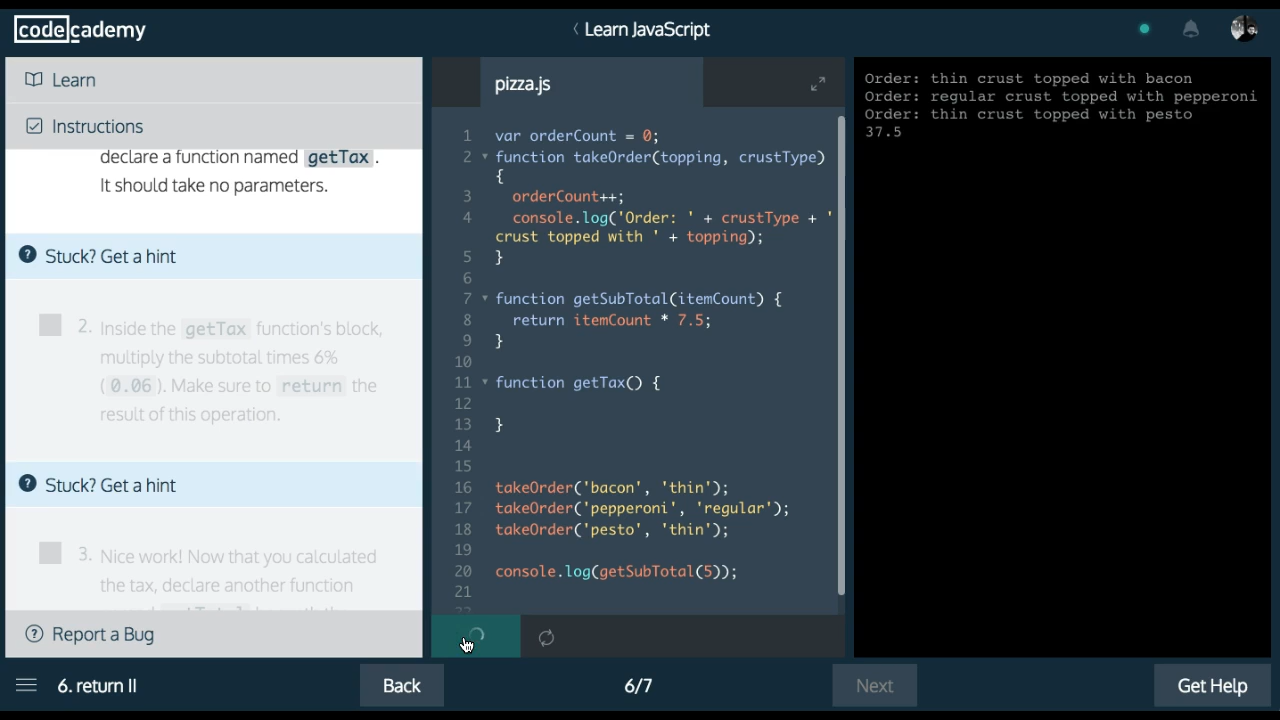 codecademy
Learn JavaScript
Learn
Instructions
declare a function named getTax.
It should take no parameters.
Stuck? Get a hint
2. Inside the getTax function's block,
multiply the subtotal times 6%
(0.06). Make sure to return the
result of this operation.
Stuck? Get a hint
3. Nice work! Now that you calculated
the tax, declare another function
Report a Bug
pizza.js
1 var orderCount = 0;
2 function takeOrder(topping, crustType)
{
3 orderCount++;
4 console.log('Order: ' + crustType + '
crust topped with ' + topping);
5 }
6
7 function getSubTotal(itemCount) {
8 return itemCount * 7.5;
9 }
10
11 function getTax() {
12
13 }
14
15
16 takeOrder('bacon', 'thin');
17 takeOrder('pepperoni', 'regular');
18 takeOrder('pesto', 'thin');
19
20 console.log(getSubTotal(5));
21
22
Order: thin crust topped with bacon
Order: regular crust topped with pepperoni
Order: thin crust topped with pesto
37.5
6. return II
Back
6/7
Next
Get Help